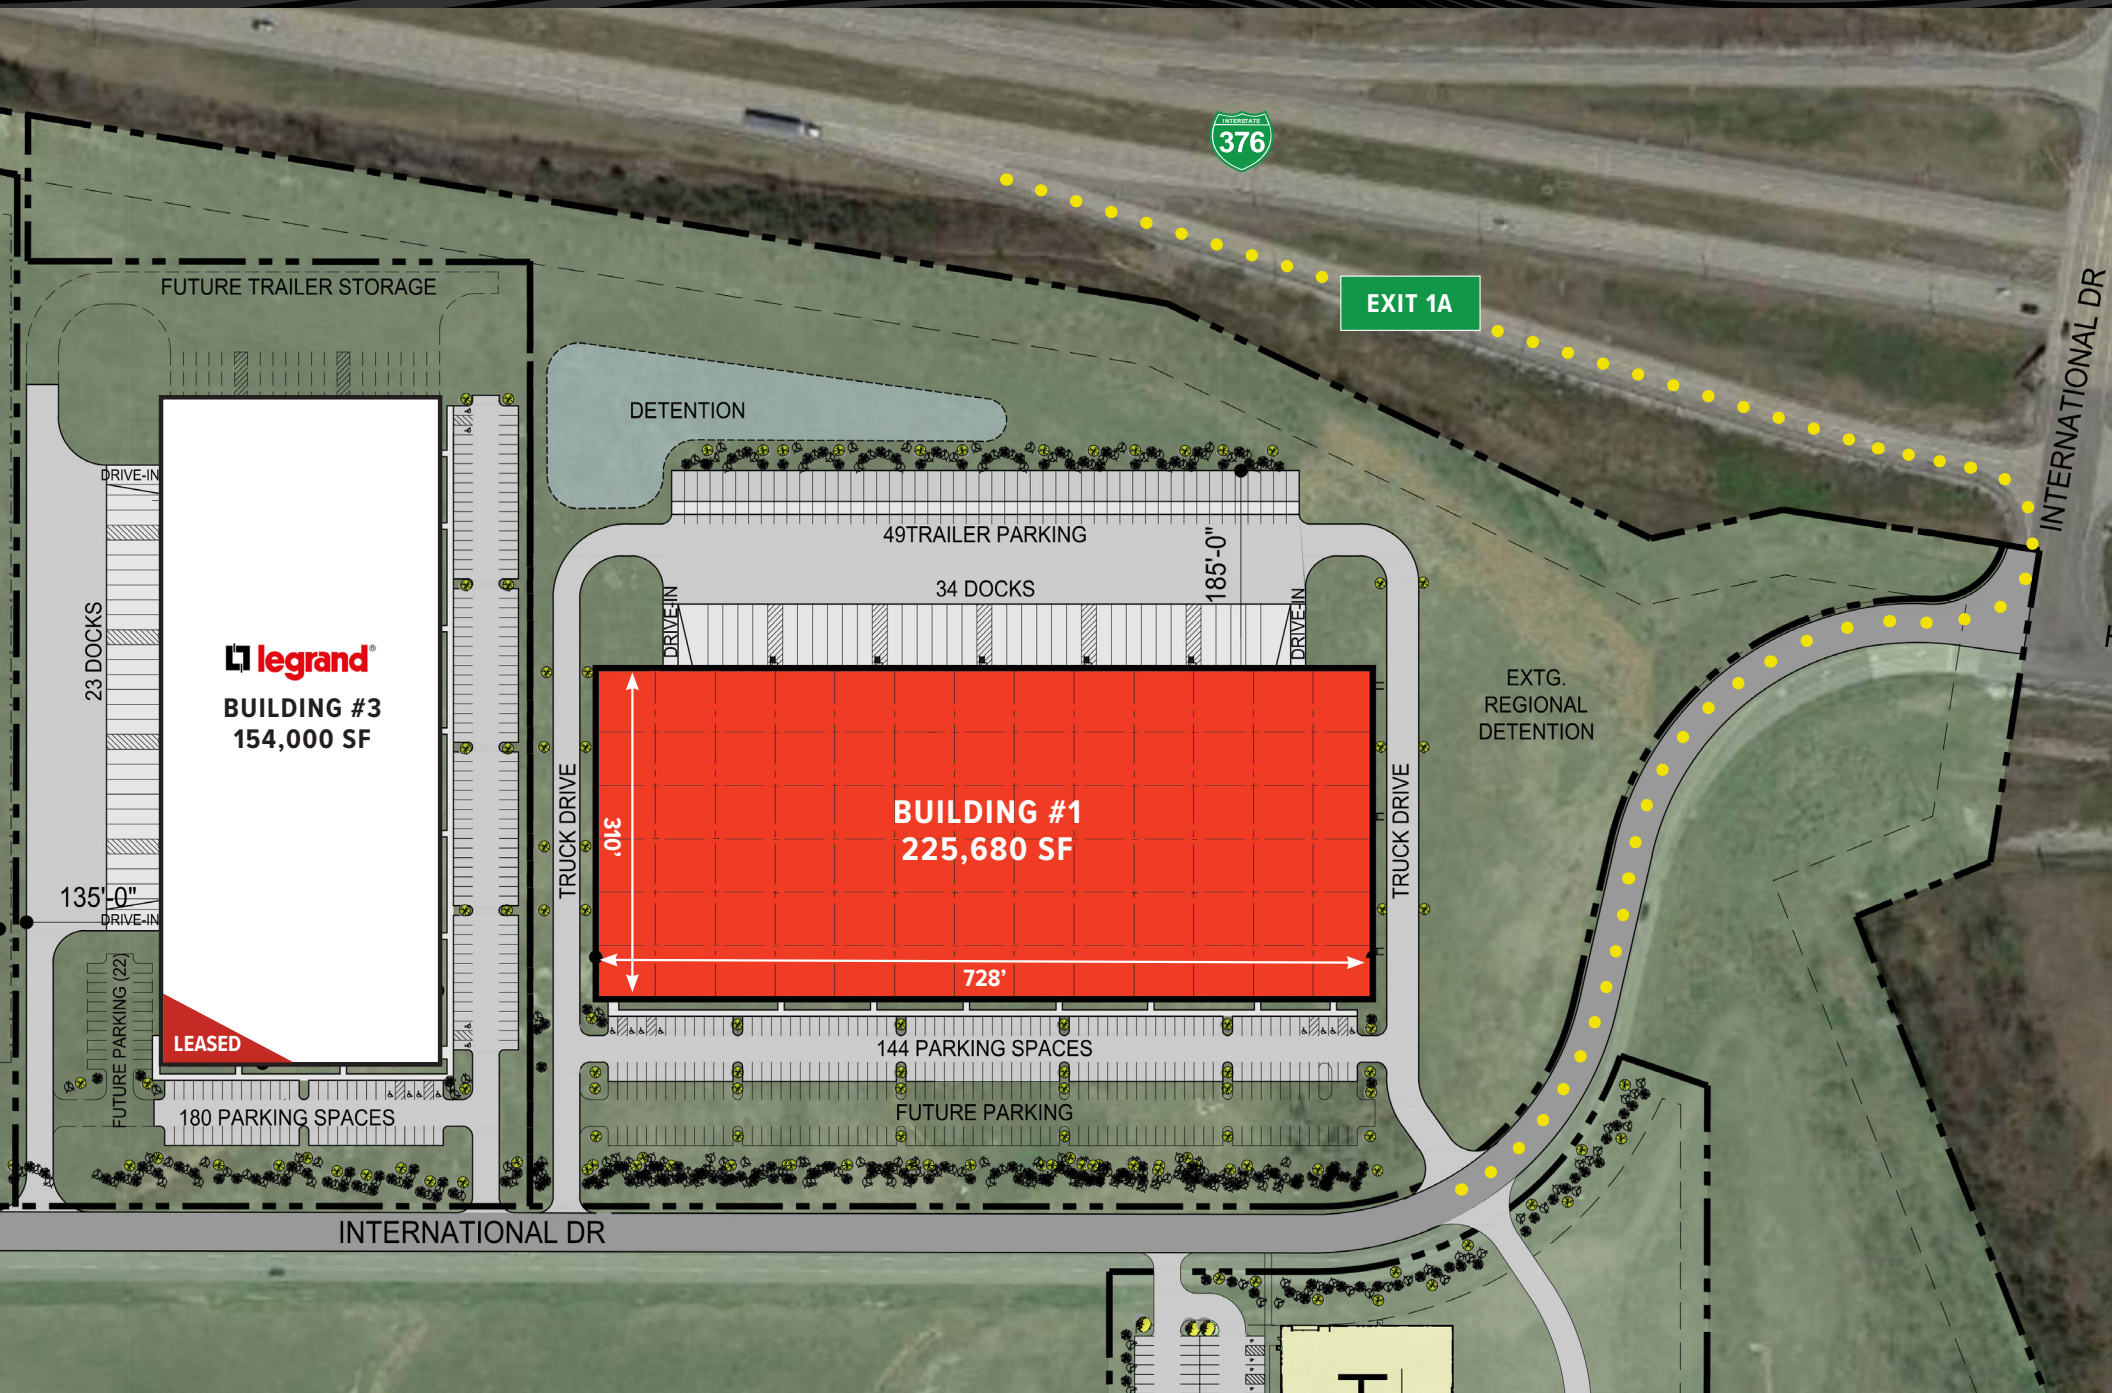 INTERSTATE
376
EXIT 1A
INTERNATIONAL DR
FUTURE TRAILER STORAGE
DETENTION
DRIVE-IN
23 DOCKS
legrand®
BUILDING #3
154,000 SF
135'-0"
DRIVE-IN
FUTURE PARKING (22)
LEASED
180 PARKING SPACES
49TRAILER PARKING
185'-0"
34 DOCKS
DRIVE-IN
DRIVE-IN
TRUCK DRIVE
310'
BUILDING #1
225,680 SF
728'
TRUCK DRIVE
EXTG.
REGIONAL
DETENTION
144 PARKING SPACES
FUTURE PARKING
INTERNATIONAL DR